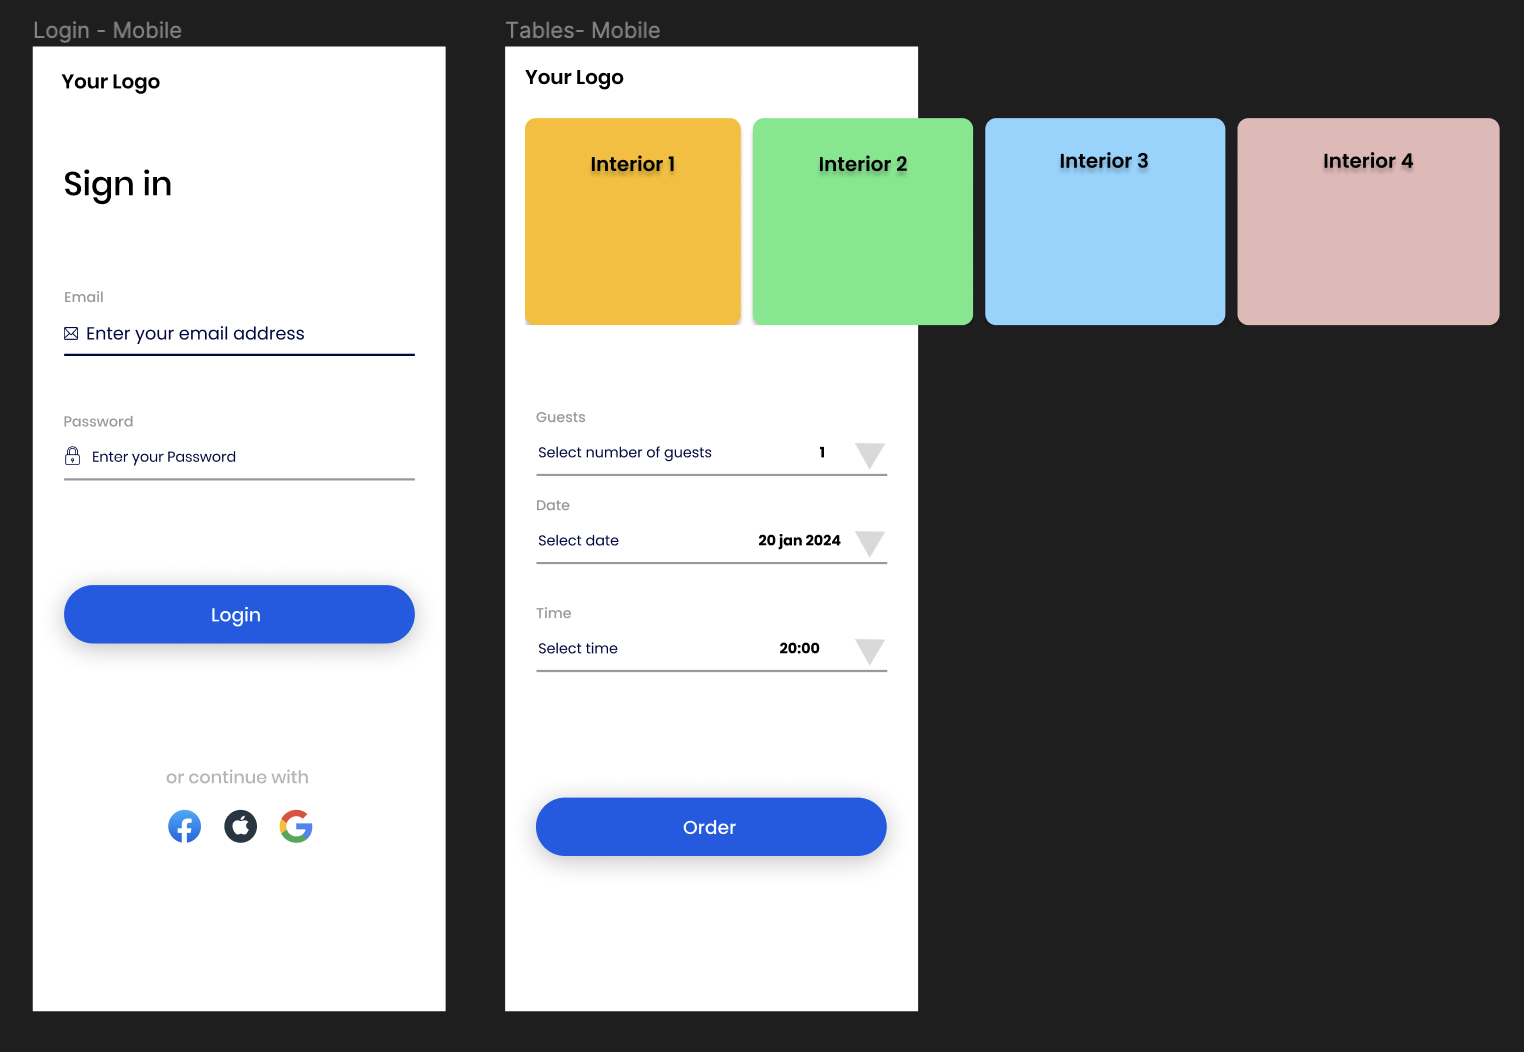 Login - Mobile
Your Logo
Sign in
Email
Enter your email address
Password
Enter your Password
Login
or continue with
Tables- Mobile
Your Logo
Interior 1
Interior 2
Interior 3
Interior 4
Guests
Select number of guests 1
Date
Select date 20 jan 2024
Time
Select time 20:00
Order